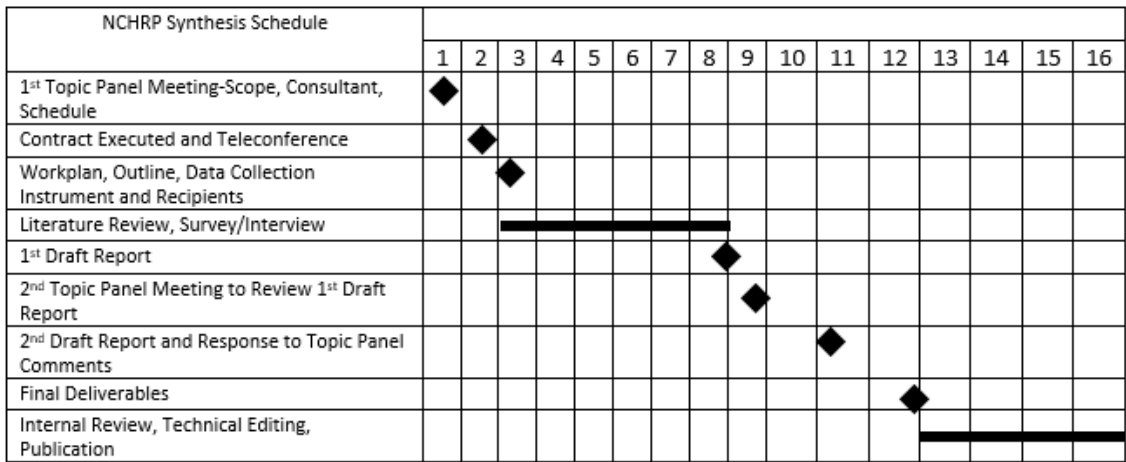 NCHRP Synthesis Schedule
1 2 3 4 5 6 7 8 9 10 11 12 13 14 15 16
1st Topic Panel Meeting-Scope, Consultant,
Schedule
Contract Executed and Teleconference
Workplan, Outline, Data Collection
Instrument and Recipients
Literature Review, Survey/Interview
1st Draft Report
2nd Topic Panel Meeting to Review 1st Draft
Report
2nd Draft Report and Response to Topic Panel
Comments
Final Deliverables
Internal Review, Technical Editing,
Publication